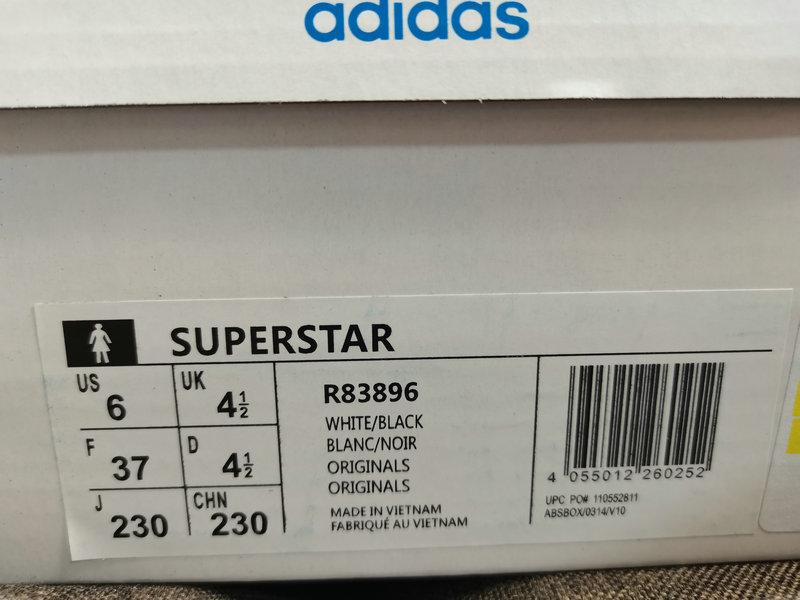 adidas
SUPERSTAR
US 6 UK 4½
F 37 D 4½
J 230 CHN 230
R83896
WHITE/BLACK
BLANC/NOIR
ORIGINALS
ORIGINALS
MADE IN VIETNAM
FABRIQUÉ AU VIETNAM
4 055012 260252
UPC PO# 110552811
ABSBOX/0314/V10